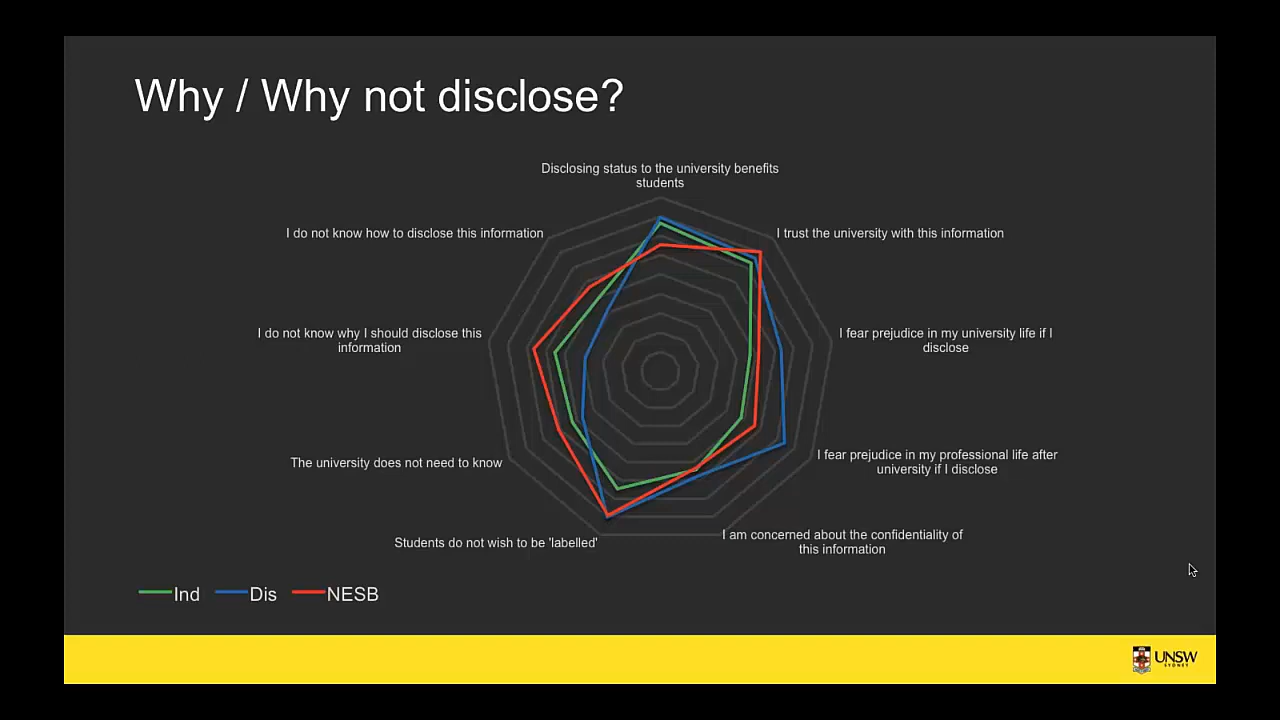 Why / Why not disclose?
Disclosing status to the university benefits
students
I do not know how to disclose this information
I trust the university with this information
I do not know why I should disclose this
information
I fear prejudice in my university life if I
disclose
The university does not need to know
I fear prejudice in my professional life after
university if I disclose
Students do not wish to be 'labelled'
I am concerned about the confidentiality of
this information
Ind
Dis
NESB
UNSW
SYDNEY